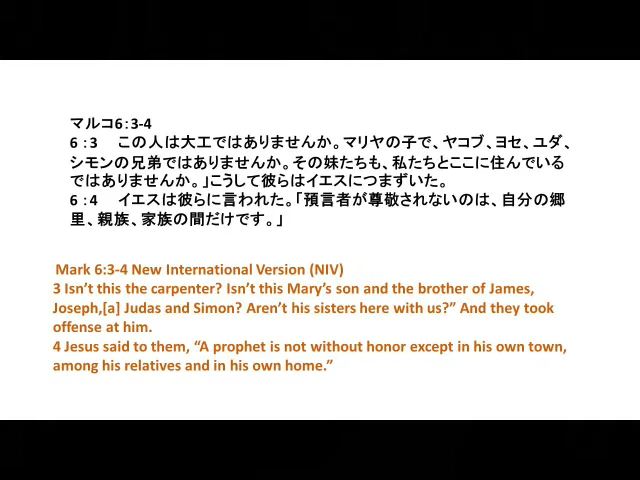 マルコ6：3-4
6：3　この人は大工ではありませんか。マリヤの子で、ヤコブ、ヨセ、ユダ、
シモンの兄弟ではありませんか。その妹たちも、私たちとここに住んでいる
ではありませんか。」こうして彼らはイエスにつまずいた。
6：4　イエスは彼らに言われた。「預言者が尊敬されないのは、自分の郷
里、親族、家族の間だけです。」
Mark 6:3-4 New International Version (NIV)
3 Isn’t this the carpenter? Isn’t this Mary’s son and the brother of James,
Joseph,[a] Judas and Simon? Aren’t his sisters here with us?” And they took
offense at him.
4 Jesus said to them, “A prophet is not without honor except in his own town,
among his relatives and in his own home.”